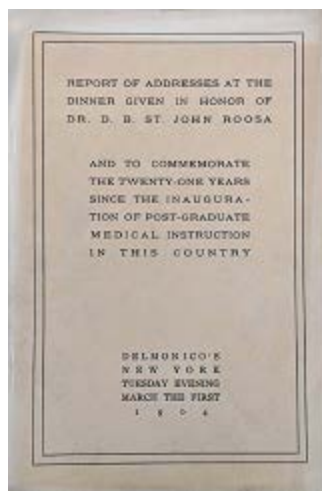 REPORT OF ADDRESSES AT THE
DINNER GIVEN IN HONOR OF
DR. D. B. ST. JOHN ROOSA
AND TO COMMEMORATE
THE TWENTY-ONE YEARS
SINCE THE INAUGURA-
TION OF POST-GRADUATE
MEDICAL INSTRUCTION
IN THIS COUNTRY
DELMONICO'S
NEW YORK
TUESDAY EVENING
MARCH THE FIRST
1904